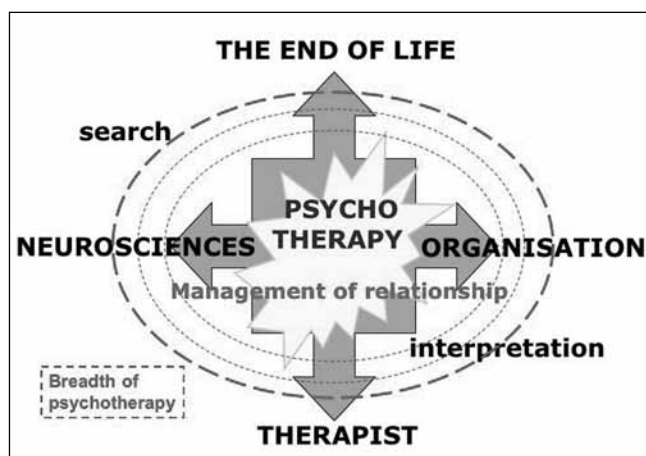 THE END OF LIFE
search
PSYCHO
THERAPY
NEUROSCIENCES
ORGANISATION
Management of relationship
interpretation
Breadth of
psychotherapy
THERAPIST